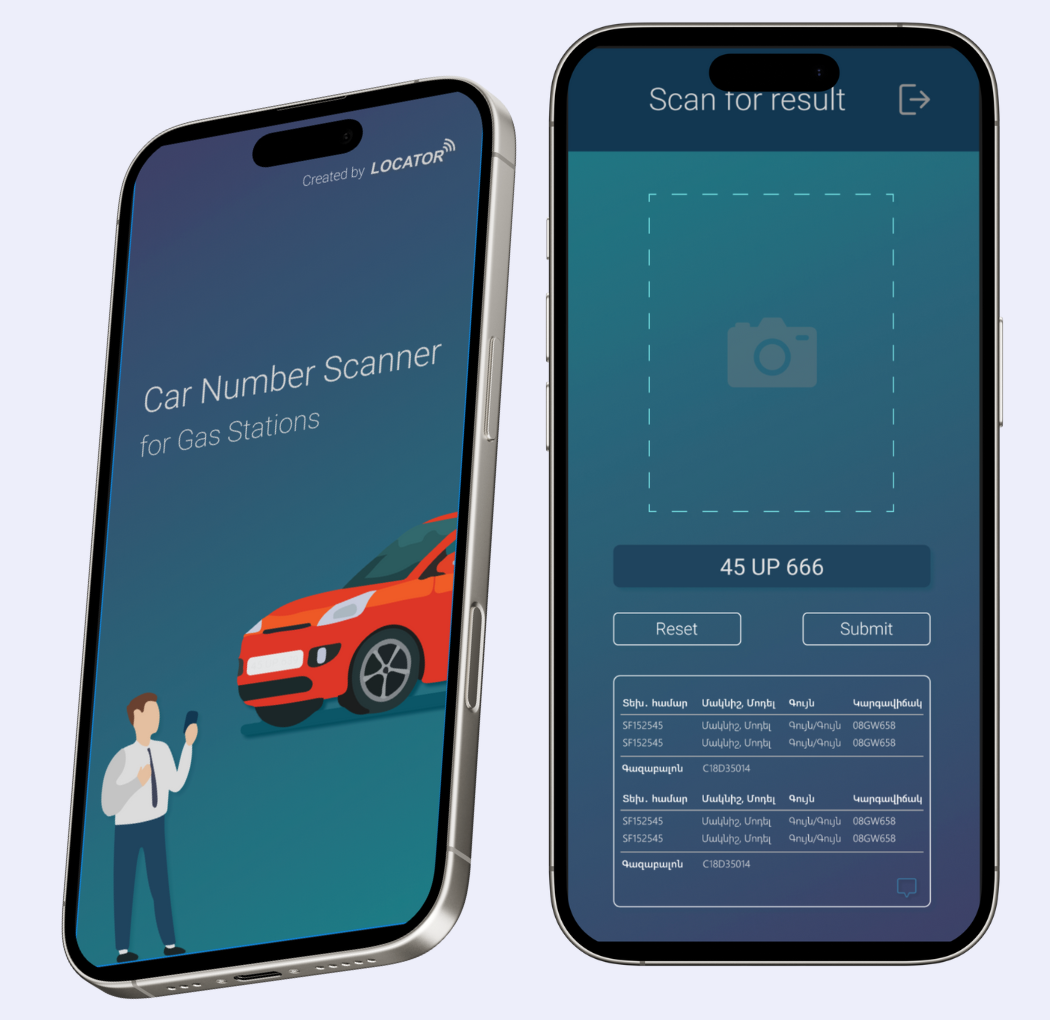 Created by LOCATOR
Car Number Scanner
for Gas Stations
Scan for result
45 UP 666
Reset Submit
Տեխ. համար Մակնիշ, Մոդել Գույն Կարգավիճակ
SF152545 Մակնիշ, Մոդել Գույն/Գույն 08GW658
SF152545 Մակնիշ, Մոդել Գույն/Գույն 08GW658
Գազաբալոն C18D35014
Տեխ. համար Մակնիշ, Մոդել Գույն Կարգավիճակ
SF152545 Մակնիշ, Մոդել Գույն/Գույն 08GW658
SF152545 Մակնիշ, Մոդել Գույն/Գույն 08GW658
Գազաբալոն C18D35014